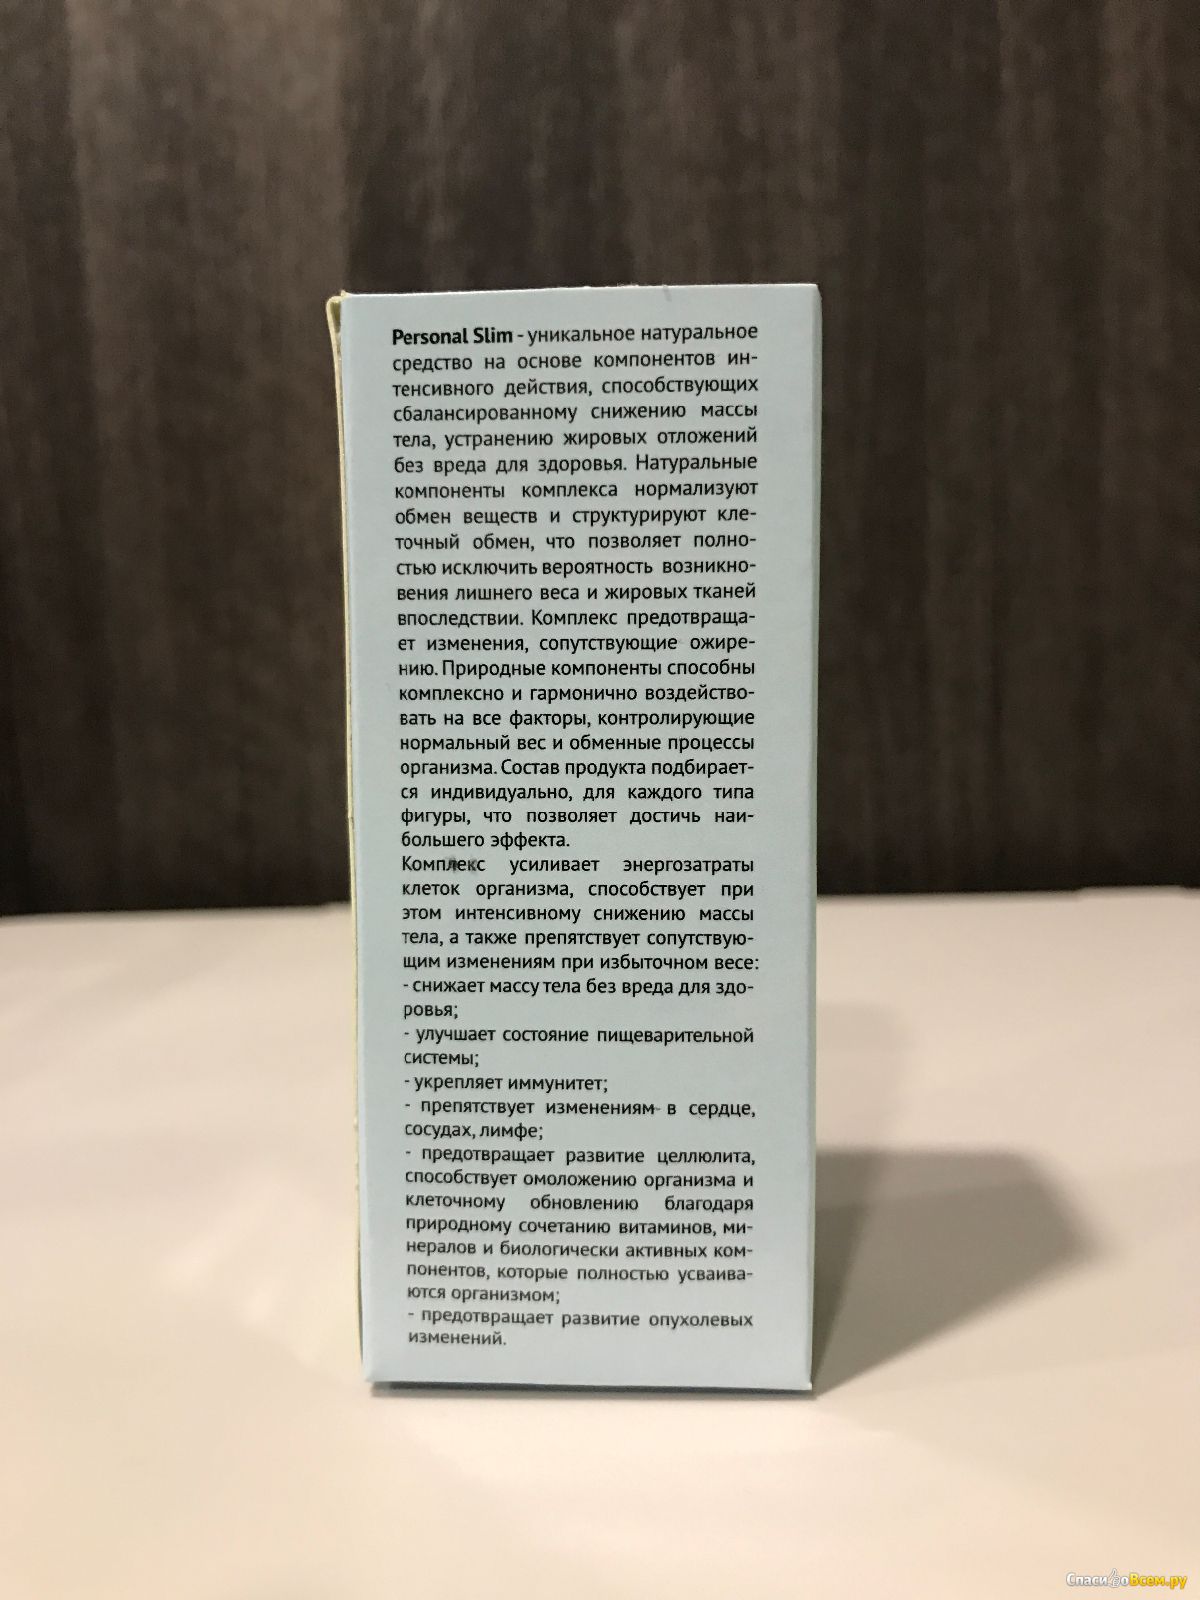 Personal Slim - уникальное натуральное
средство на основе компонентов ин-
тенсивного действия, способствующих
сбалансированному снижению массы
тела, устранению жировых отложений
без вреда для здоровья. Натуральные
компоненты комплекса нормализуют
обмен веществ и структурируют кле-
точный обмен, что позволяет полно-
стью исключить вероятность возникно-
вения лишнего веса и жировых тканей
впоследствии. Комплекс предотвраща-
ет изменения, сопутствующие ожире-
нию. Природные компоненты способны
комплексно и гармонично воздейство-
вать на все факторы, контролирующие
нормальный вес и обменные процессы
организма. Состав продукта подбирает-
ся индивидуально, для каждого типа
фигуры, что позволяет достичь наи-
большего эффекта.
Комплекс усиливает энергозатраты
клеток организма, способствует при
этом интенсивному снижению массы
тела, а также препятствует сопутствую-
щим изменениям при избыточном весе:
- снижает массу тела без вреда для здо-
ровья;
- улучшает состояние пищеварительной
системы;
- укрепляет иммунитет;
- препятствует изменениям в сердце,
сосудах, лимфе;
- предотвращает развитие целлюлита,
способствует омоложению организма и
клеточному обновлению благодаря
природному сочетанию витаминов, ми-
нералов и биологически активных ком-
понентов, которые полностью усваива-
ются организмом;
- предотвращает развитие опухолевых
изменений.
СпасибоВсем.ру